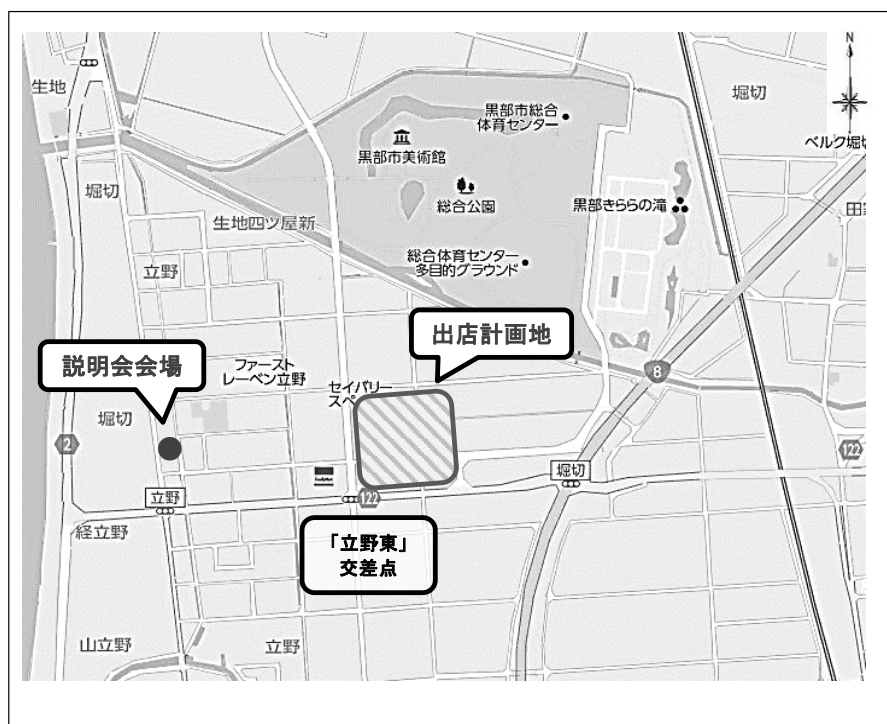 N
生地
堀切
黒部市総合
体育センター
黒部市美術館
ベルク堀切
堀切
総合公園
黒部きららの滝
生地四ツ屋新
総合体育センター
多目的グラウンド
立野
出店計画地
説明会会場
ファースト
レーベン立野
セイバリー
スペ
8
堀切
2
122
堀切
立野
122
経立野
「立野東」
交差点
山立野
立野